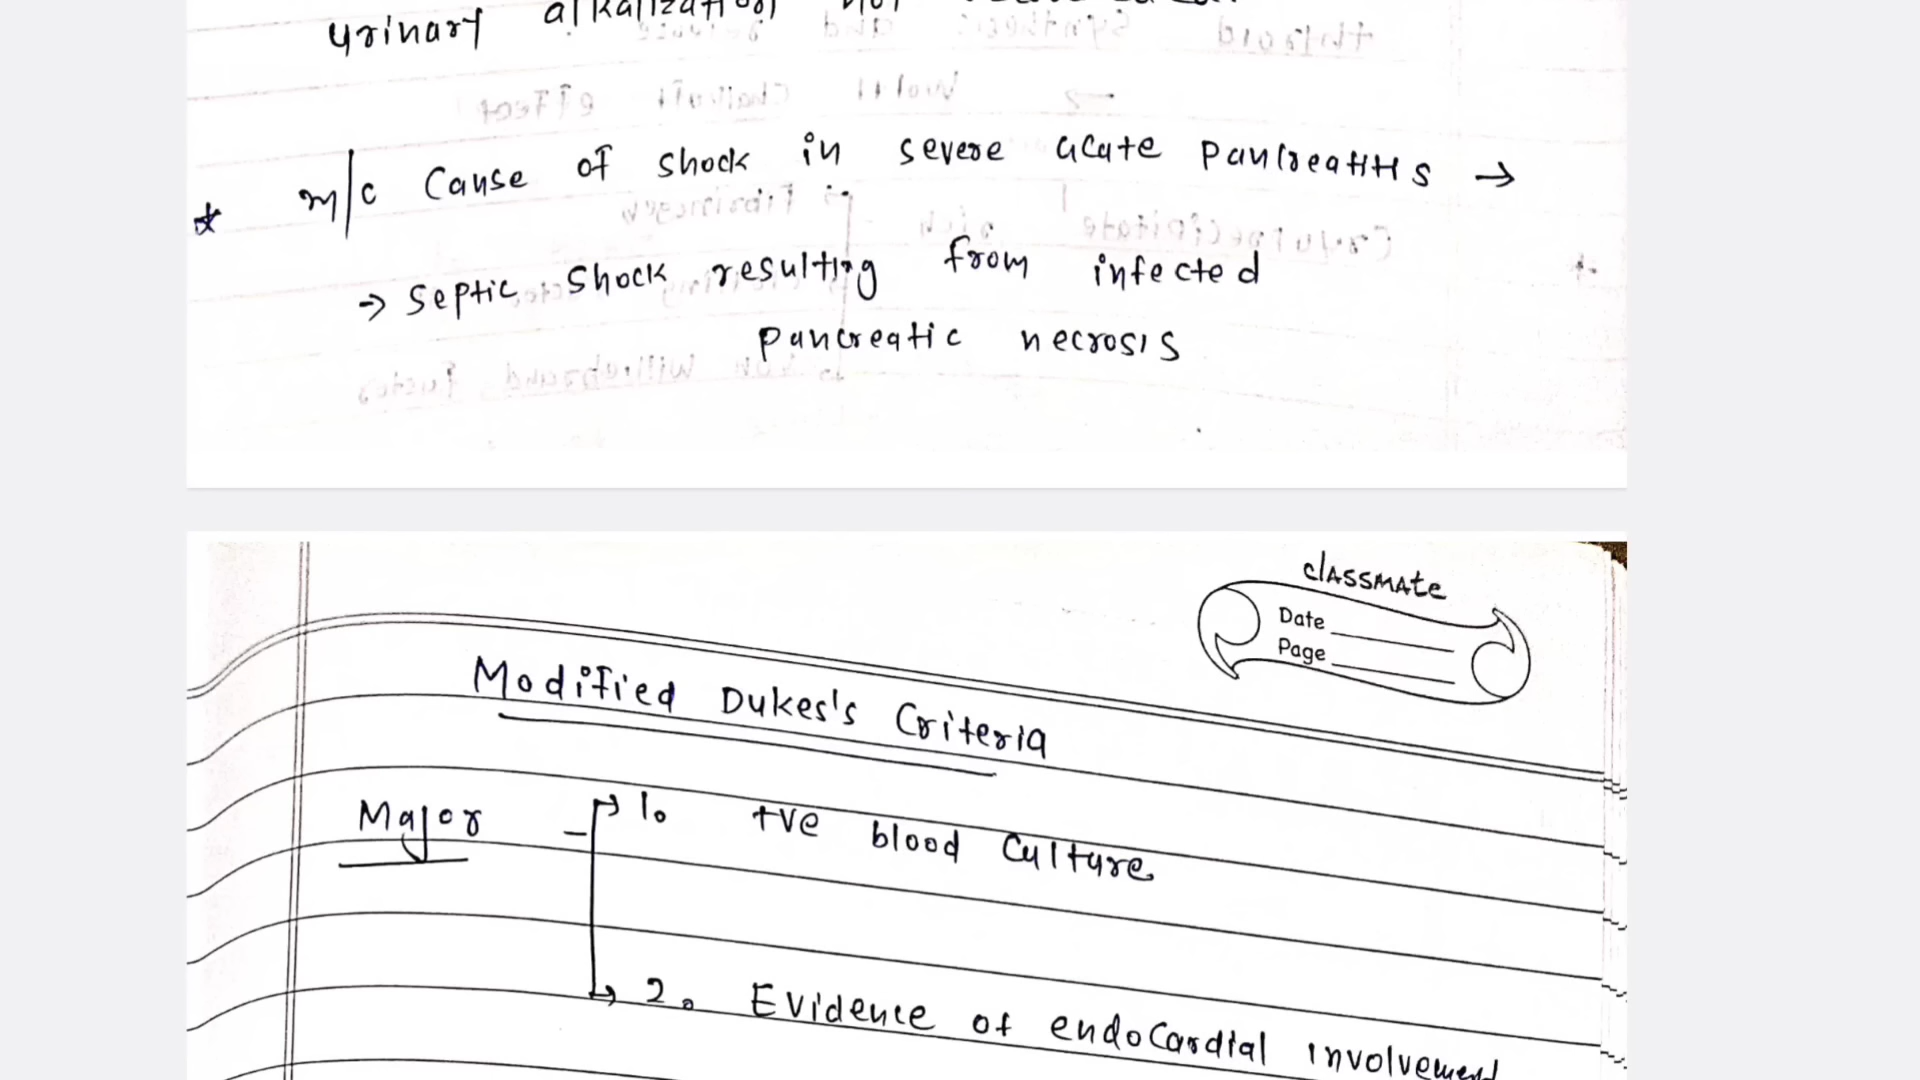 urinary alkalization not
* m/c Cause of shock in severe acute pancreatitis →
→ Septic Shock resulting from infected
pancreatic necrosis
classmate
Date
Page
Modified Dukes's Criteria
Major - → 1. +ve blood Culture
→ 2. Evidence of endocardial involvement